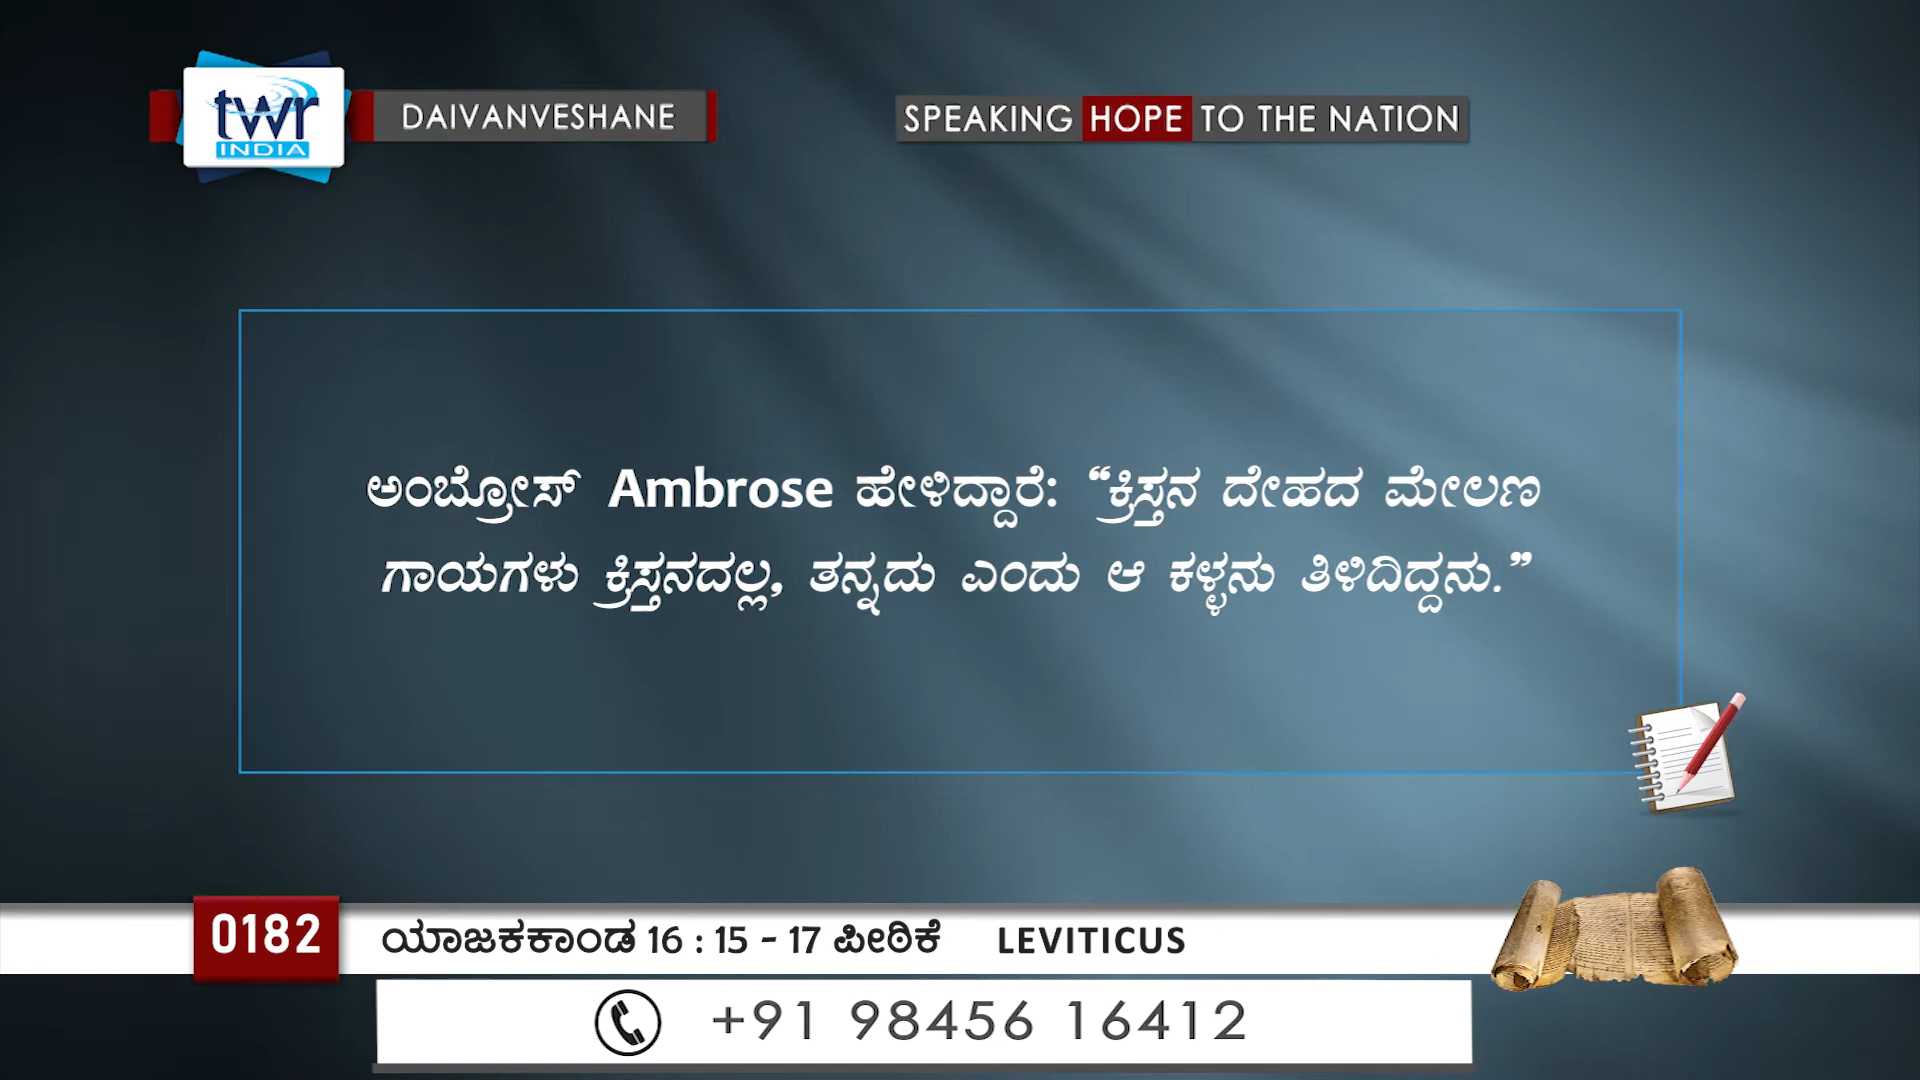 twr
INDIA
DAIVANVESHANE
SPEAKING HOPE TO THE NATION
ಅಂಬ್ರೋಸ್ Ambrose ಹೇಳಿದ್ದಾರೆ: “ಕ್ರಿಸ್ತನ ದೇಹದ ಮೇಲಣ
ಗಾಯಗಳು ಕ್ರಿಸ್ತನದಲ್ಲ, ತನ್ನದು ಎಂದು ಆ ಕಳ್ಳನು ತಿಳಿದಿದ್ದನು.”
0182 ಯಾಜಕಕಾಂಡ 16 : 15 - 17 ಪೀಠಿಕೆ LEVITICUS
+91 98456 16412